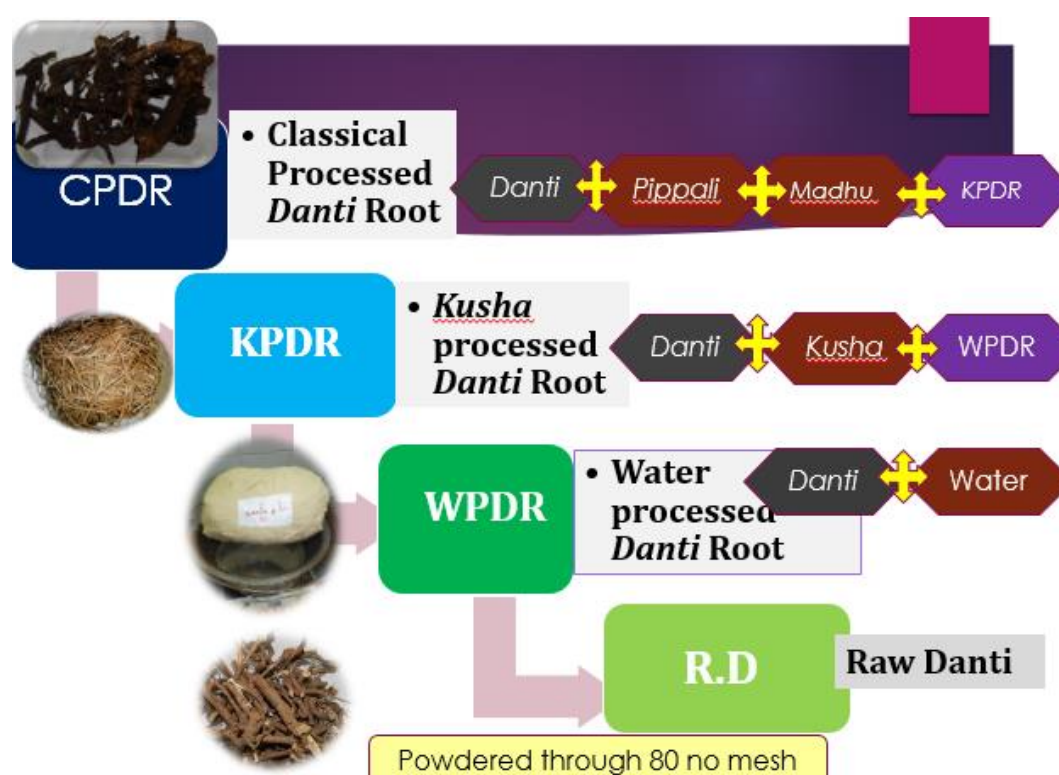 CPDR
• Classical
Processed
Danti Root
Danti
Pippali
Madhu
KPDR
KPDR
• Kusha
processed
Danti Root
Danti
Kusha
WPDR
WPDR
• Water
processed
Danti Root
Danti
Water
R.D
Raw Danti
Powdered through 80 no mesh